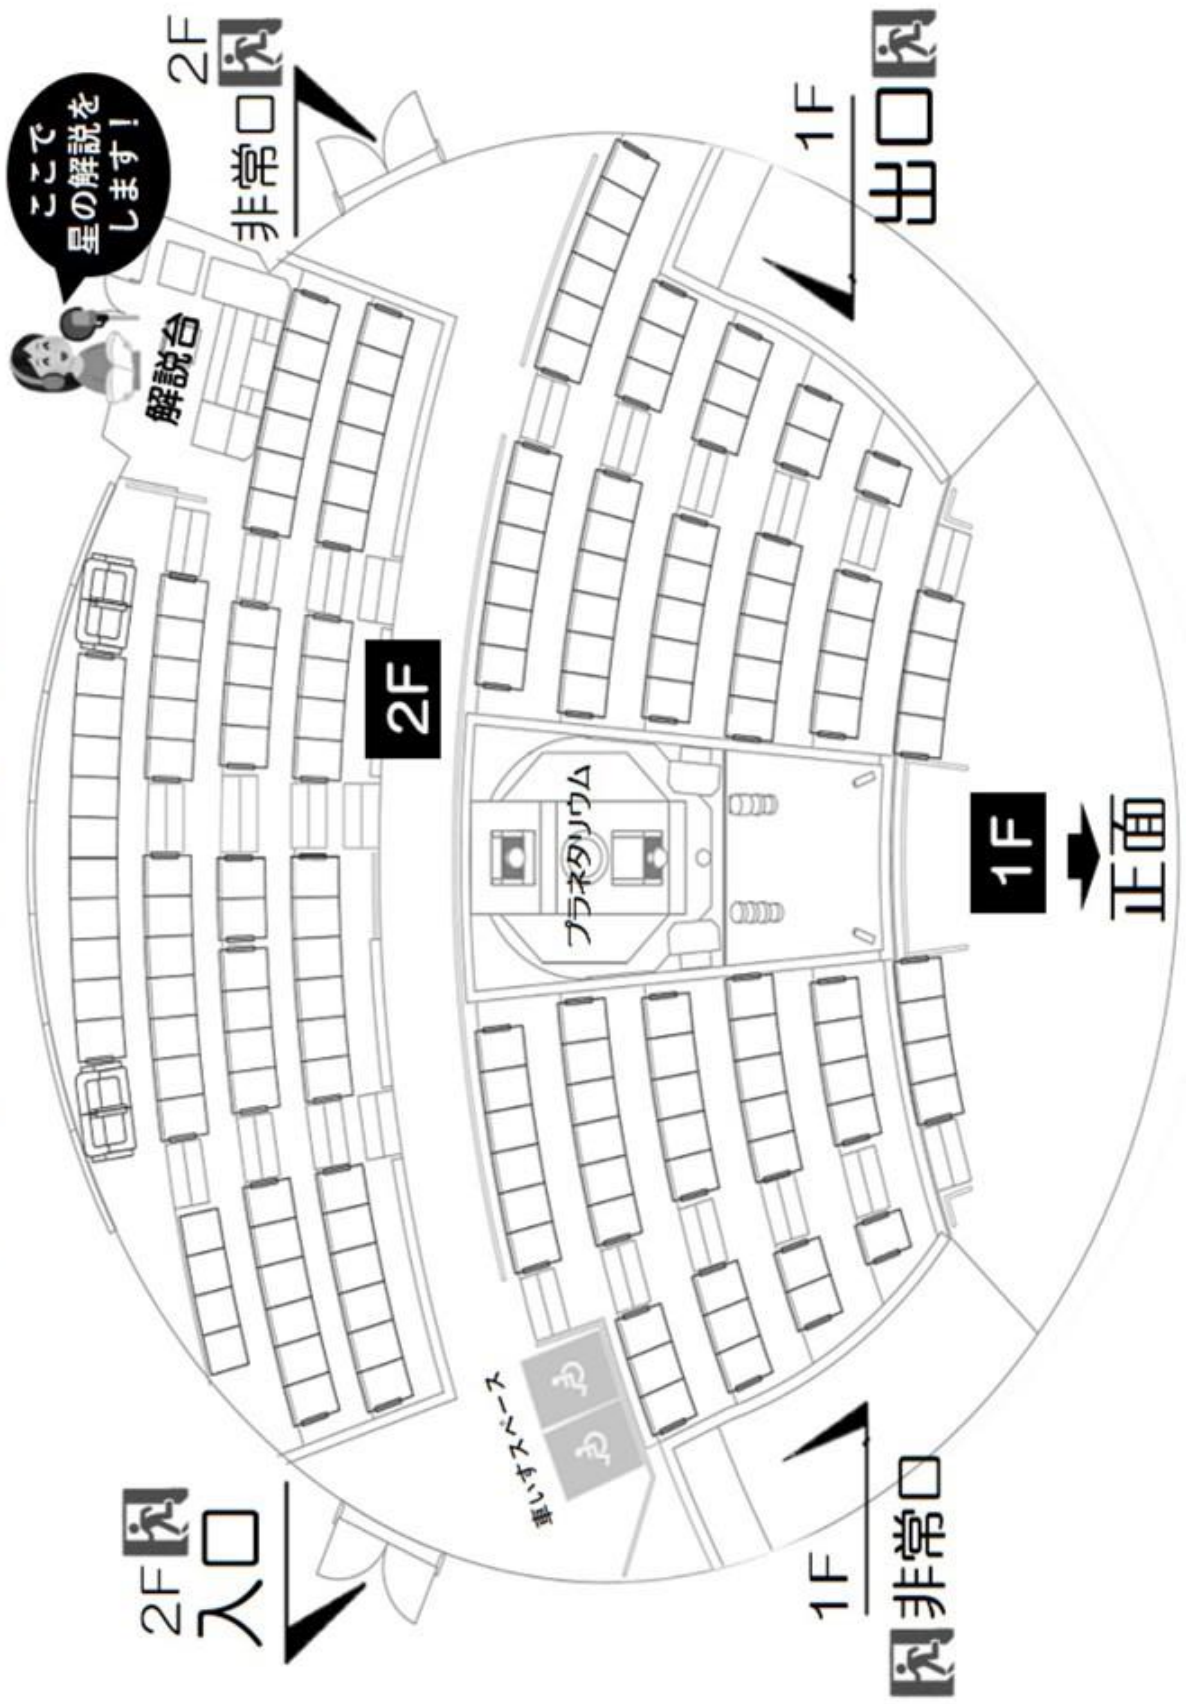 2F
入口
2F
非常口
ここで
星の解説を
します!
解説台
2F
車いすスペース
プラネタリウム
1F
非常口
1F
出口
1F
正面